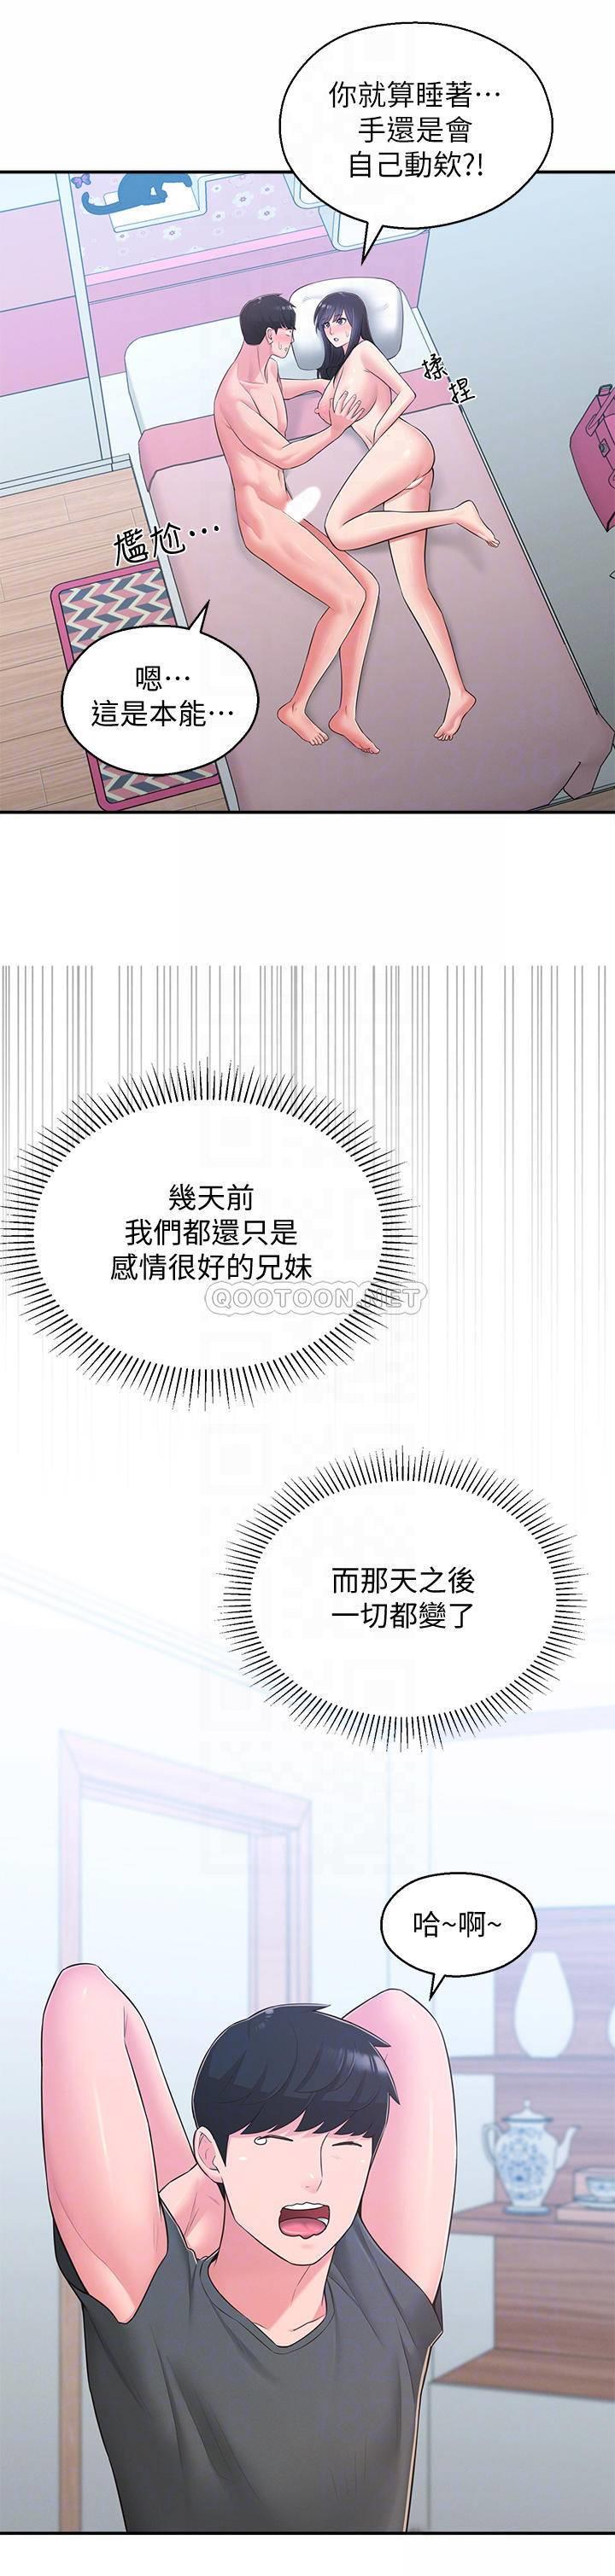 你就算睡著⋯
手還是會
自己動欸?!
揉
捏
尷尬⋯
嗯⋯
這是本能⋯
幾天前
我們都還只是
感情很好的兄妹
QOOTOON.NET
而那天之後
一切都變了
哈~啊~